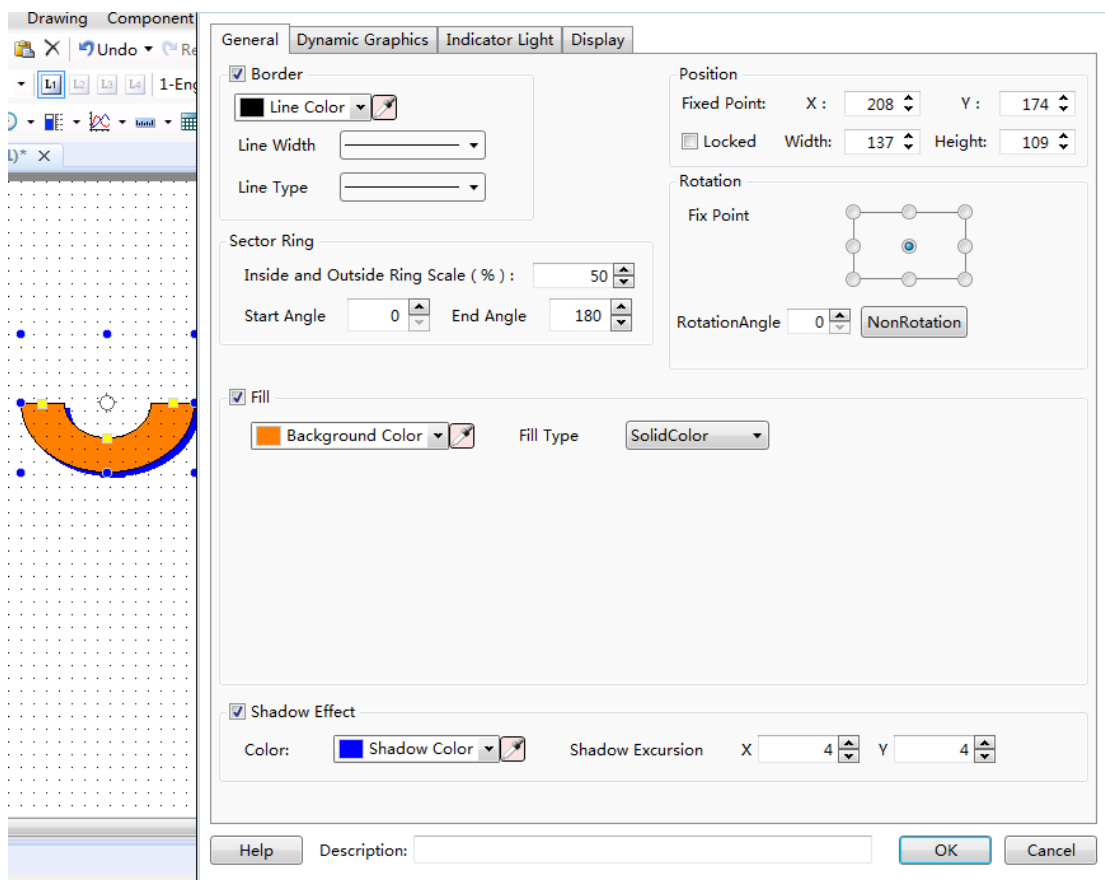 Drawing Component
Undo Re
L1 L2 L3 L4 1-Eng
1)*
General Dynamic Graphics Indicator Light Display
Border
Line Color
Line Width
Line Type
Position
Fixed Point: X : 208 Y : 174
Locked Width: 137 Height: 109
Rotation
Fix Point
RotationAngle 0 NonRotation
Sector Ring
Inside and Outside Ring Scale ( % ) : 50
Start Angle 0 End Angle 180
Fill
Background Color Fill Type SolidColor
Shadow Effect
Color: Shadow Color Shadow Excursion X 4 Y 4
Help Description: OK Cancel